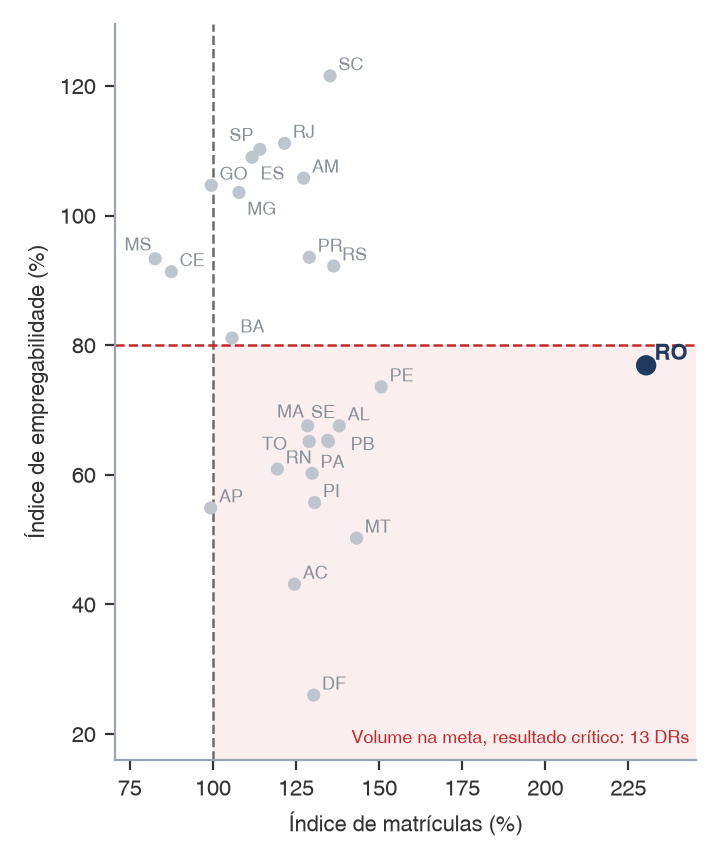 120
100
80
60
40
20
Índice de empregabilidade (%)
SC
SP
RJ
GO
ES
AM
MG
MS
CE
PR
RS
BA
RO
PE
MA
SE
AL
TO
PB
RN
PA
PI
AP
MT
AC
DF
Volume na meta, resultado crítico: 13 DRs
75
100
125
150
175
200
225
Índice de matrículas (%)